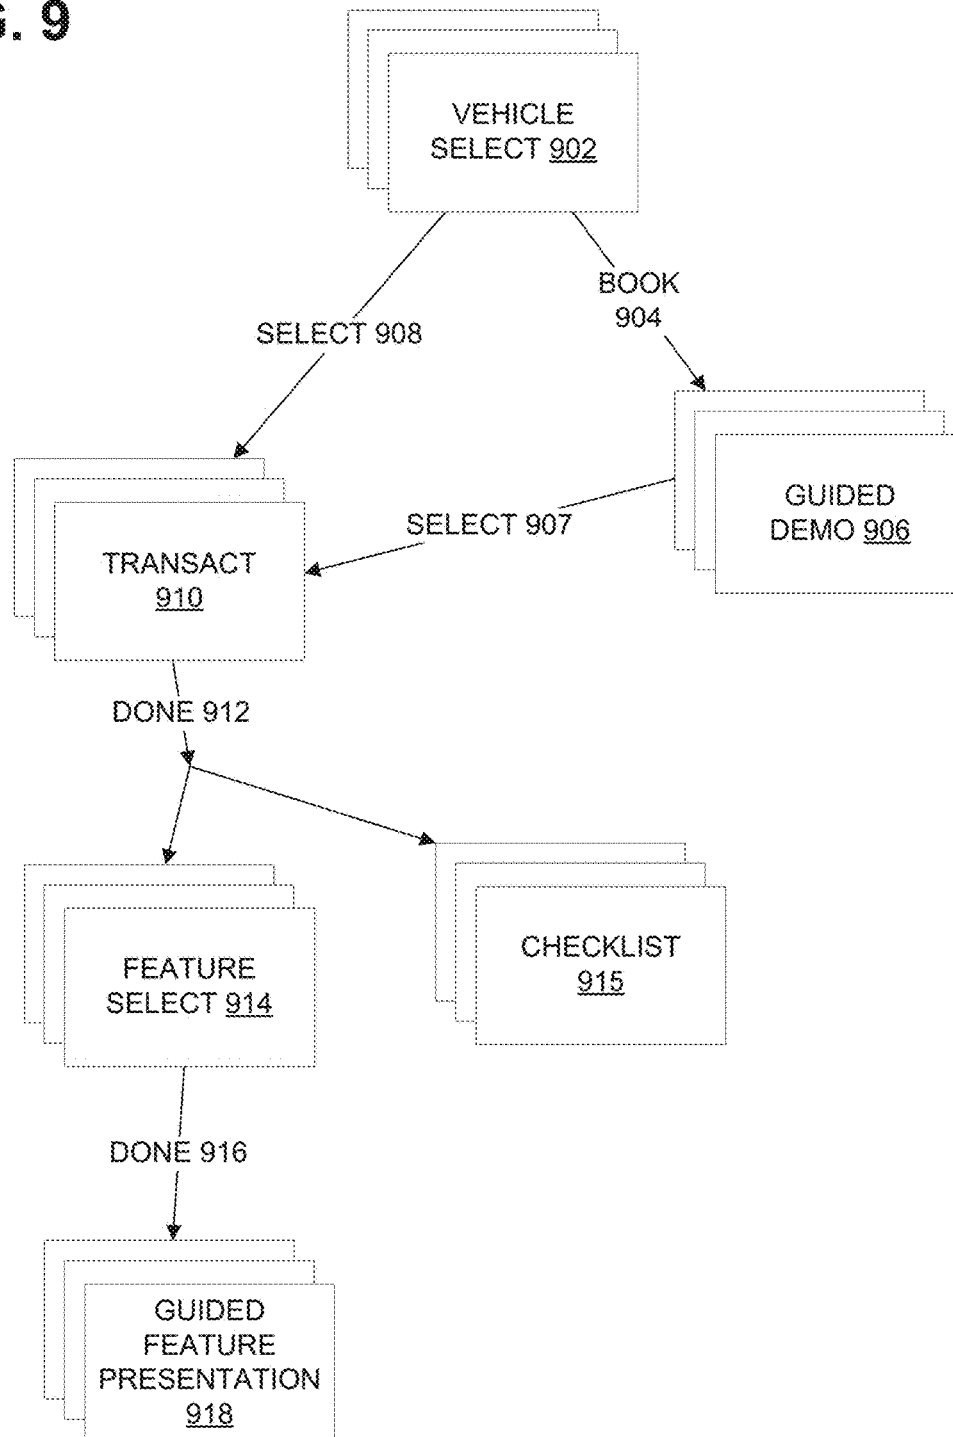 G. 9
VEHICLE
SELECT 902
BOOK
904
SELECT 908
GUIDED
DEMO 906
SELECT 907
TRANSACT
910
DONE 912
CHECKLIST
915
FEATURE
SELECT 914
DONE 916
GUIDED
FEATURE
PRESENTATION
918